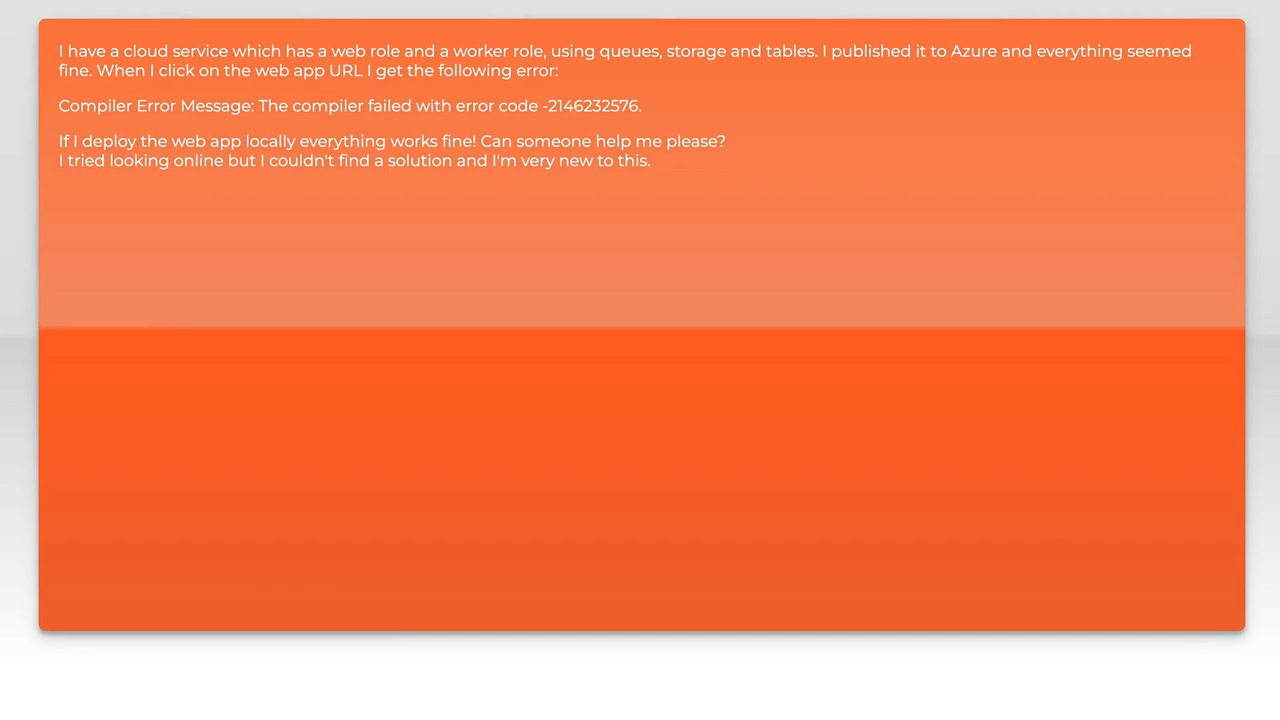 I have a cloud service which has a web role and a worker role, using queues, storage and tables. I published it to Azure and everything seemed
fine. When I click on the web app URL I get the following error:
Compiler Error Message: The compiler failed with error code -2146232576.
If I deploy the web app locally everything works fine! Can someone help me please?
I tried looking online but I couldn't find a solution and I'm very new to this.